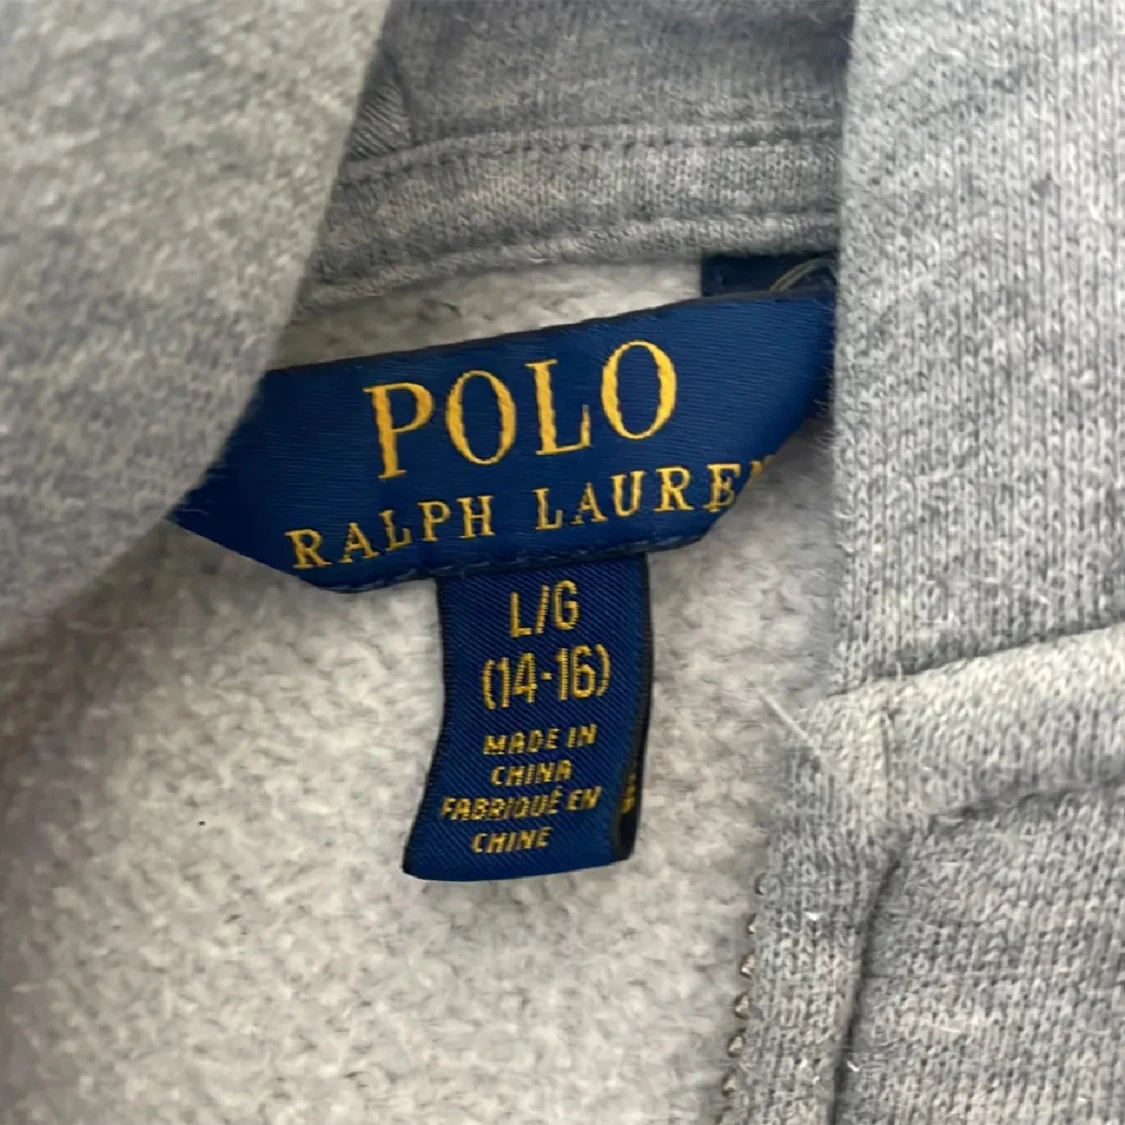 POLO
RALPH LAUREN
L/G
(14-16)
MADE IN
CHINA
FABRIQUÉ EN
CHINE